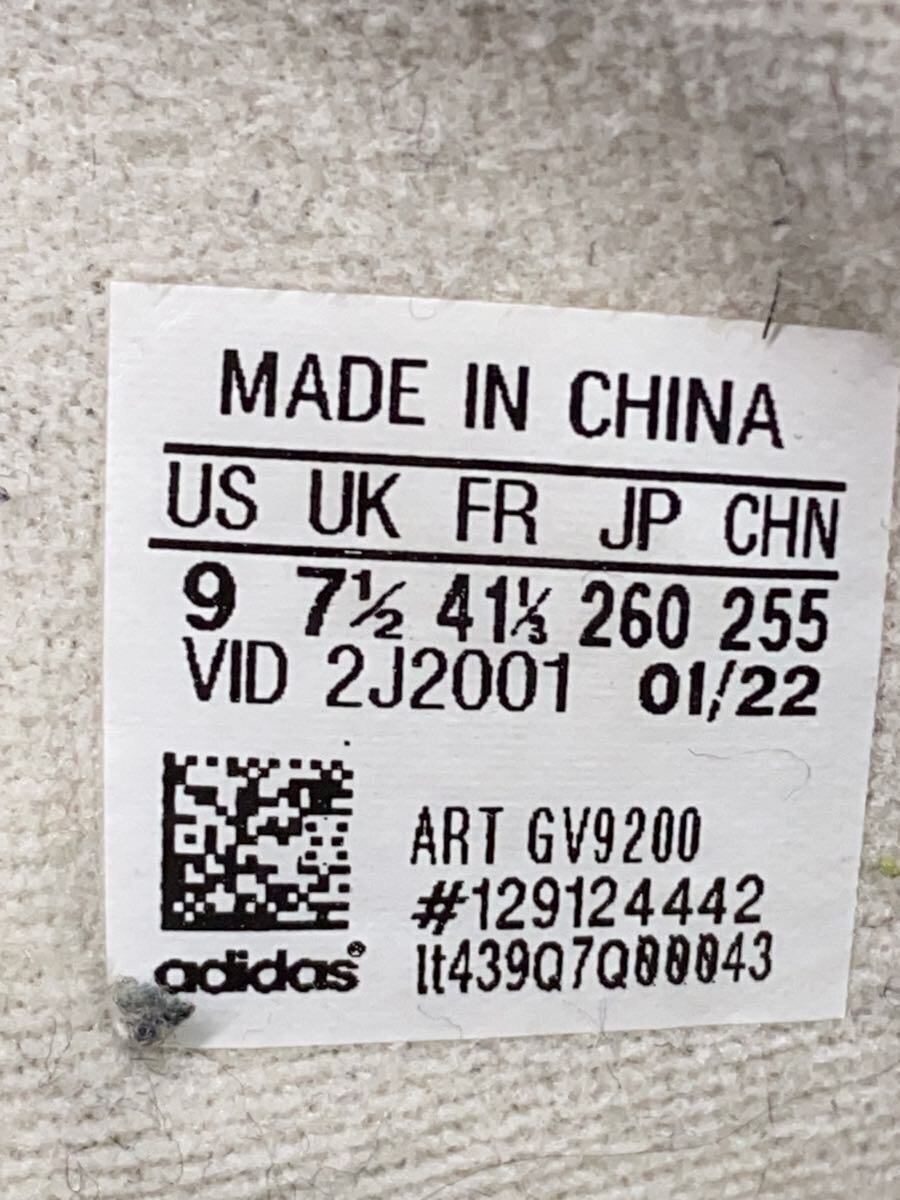 MADE IN CHINA
US UK FR JP CHN
9 7½ 41⅓ 260 255
VID 2J2001 01/22
ART GV9200
#129124442
adidas® lt439Q7Q00043